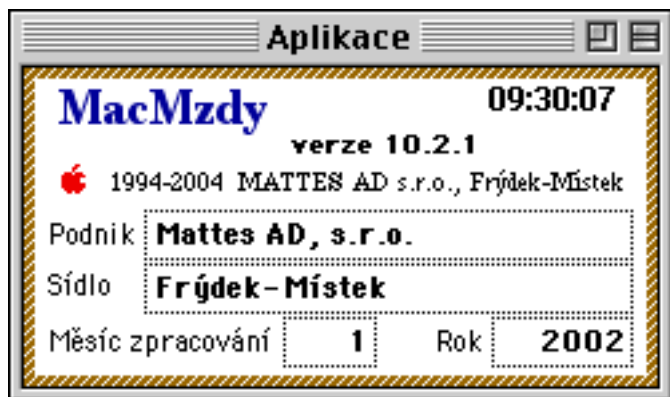 Aplikace
MacMzdy 09:30:07
verze 10.2.1
1994-2004 MATTES AD s.r.o., Frýdek-Místek
Podnik Mattes AD, s.r.o.
Sídlo Frýdek-Místek
Měsíc zpracování 1 Rok 2002